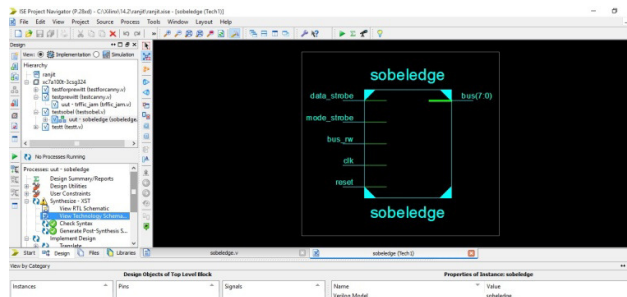 ISE Project Navigator (P.28xd) - C:\Xilinx\14.2\ranjit\ranjit.xise - [sobeledge (Tech1)]
File Edit View Project Source Process Tools Window Layout Help
Design
View: Implementation Simulation
Hierarchy
ranjit
xc7a100t-3csg324
testforprewitt (testforcanny.v)
testprewitt (testcanny.v)
uut - trffic_jam (trffic_jam.v)
testsobel (testsobel.v)
uut - sobeledge (sobeledge.
testt (testt.v)
No Processes Running
Processes: uut - sobeledge
Design Summary/Reports
Design Utilities
User Constraints
Synthesize - XST
View RTL Schematic
View Technology Schema...
Check Syntax
Generate Post-Synthesis S...
Implement Design
Translate
Start Design Files Libraries
sobeledge
data_strobe
bus(7:0)
mode_strobe
bus_rw
clk
reset
sobeledge
sobeledge.v
sobeledge (Tech1)
View by Category
Design Objects of Top Level Block
Properties of Instance: sobeledge
Instances Pins Signals Name Value
Verilog Model sobeledge